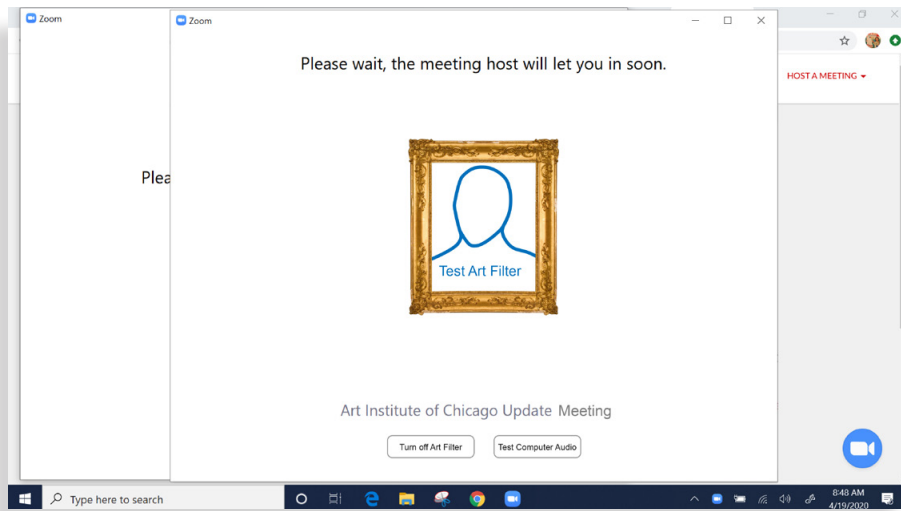 Zoom
Zoom
Please wait, the meeting host will let you in soon.
HOST A MEETING
Plea
Test Art Filter
Art Institute of Chicago Update Meeting
Turn off Art Filter
Test Computer Audio
Type here to search
8:48 AM
4/19/2020